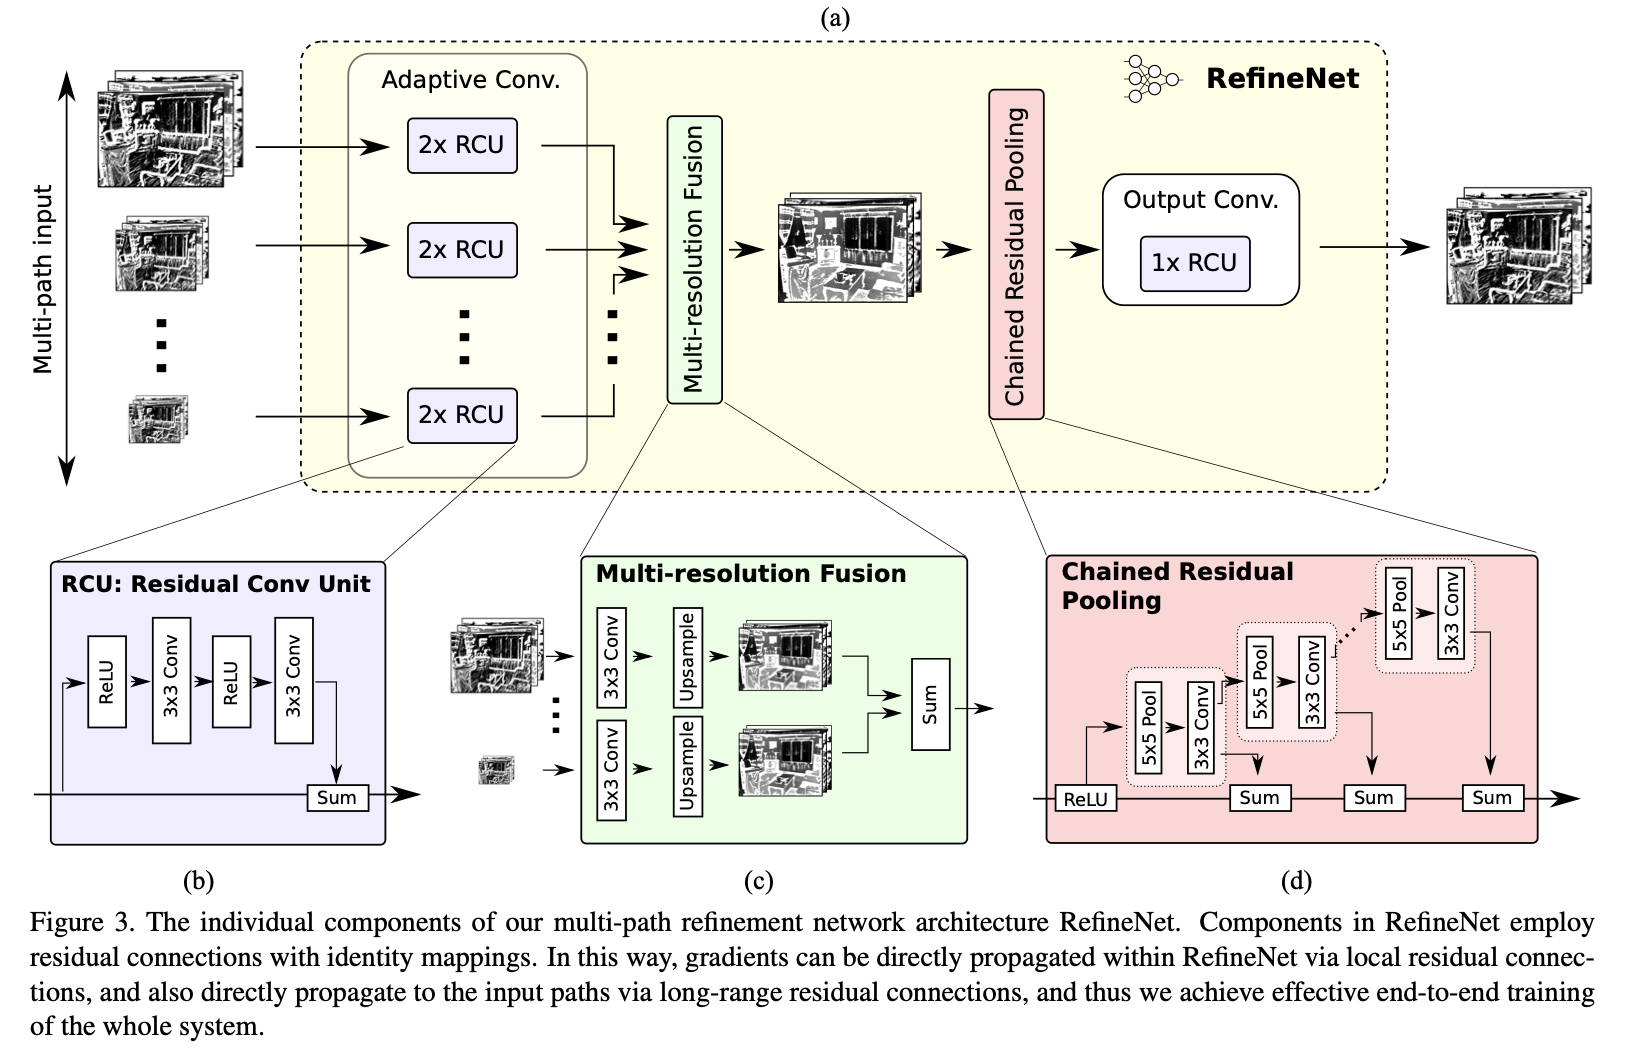 (a)
Adaptive Conv.
RefineNet
Multi-path input
2x RCU
2x RCU
2x RCU
Multi-resolution Fusion
Chained Residual Pooling
Output Conv.
1x RCU
RCU: Residual Conv Unit
ReLU
3x3 Conv
ReLU
3x3 Conv
Sum
Multi-resolution Fusion
3x3 Conv
Upsample
3x3 Conv
Upsample
Sum
Chained Residual
Pooling
5x5 Pool
3x3 Conv
5x5 Pool
3x3 Conv
5x5 Pool
3x3 Conv
ReLU
Sum
Sum
Sum
(b)
(c)
(d)
Figure 3. The individual components of our multi-path refinement network architecture RefineNet. Components in RefineNet employ
residual connections with identity mappings. In this way, gradients can be directly propagated within RefineNet via local residual connec-
tions, and also directly propagate to the input paths via long-range residual connections, and thus we achieve effective end-to-end training
of the whole system.